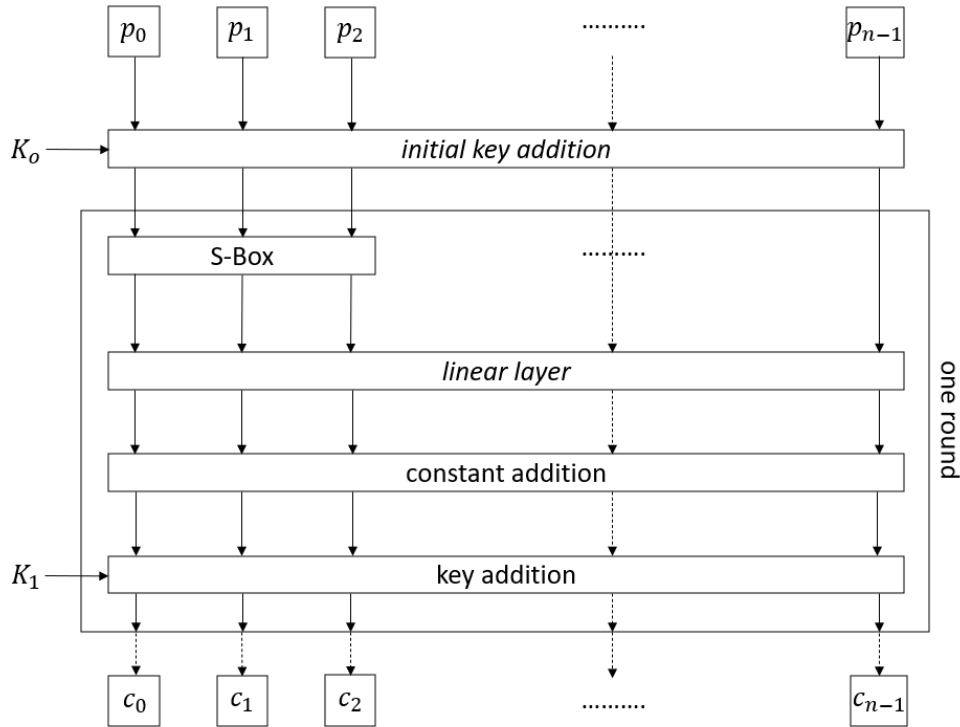 p₀ p₁ p₂ ………. pₙ₋₁
Kₒ initial key addition
S-Box ……….
linear layer
one round
constant addition
K₁ key addition
c₀ c₁ c₂ ………. cₙ₋₁